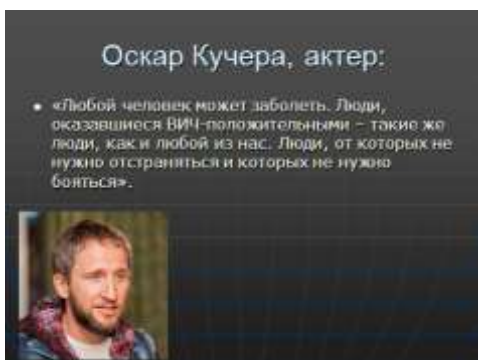 Оскар Кучера, актер:
«Любой человек может заболеть. Люди,
оказавшиеся ВИЧ-положительными – такие же
люди, как и любой из нас. Люди, от которых не
нужно отстраняться и которых не нужно
бояться».